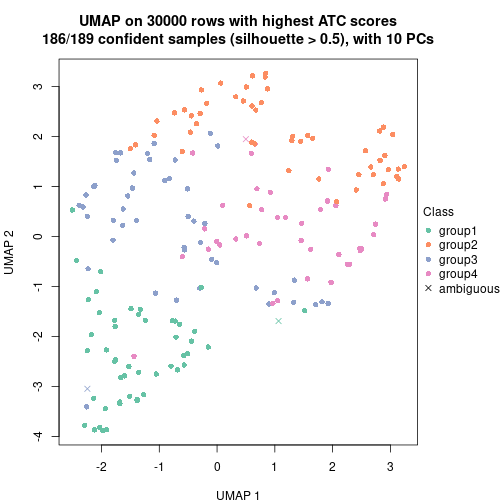 UMAP on 30000 rows with highest ATC scores
186/189 confident samples (silhouette > 0.5), with 10 PCs
3
2
1
0
-1
-2
-3
-4
UMAP 2
-2
-1
0
1
2
3
UMAP 1
Class
group1
group2
group3
group4
ambiguous